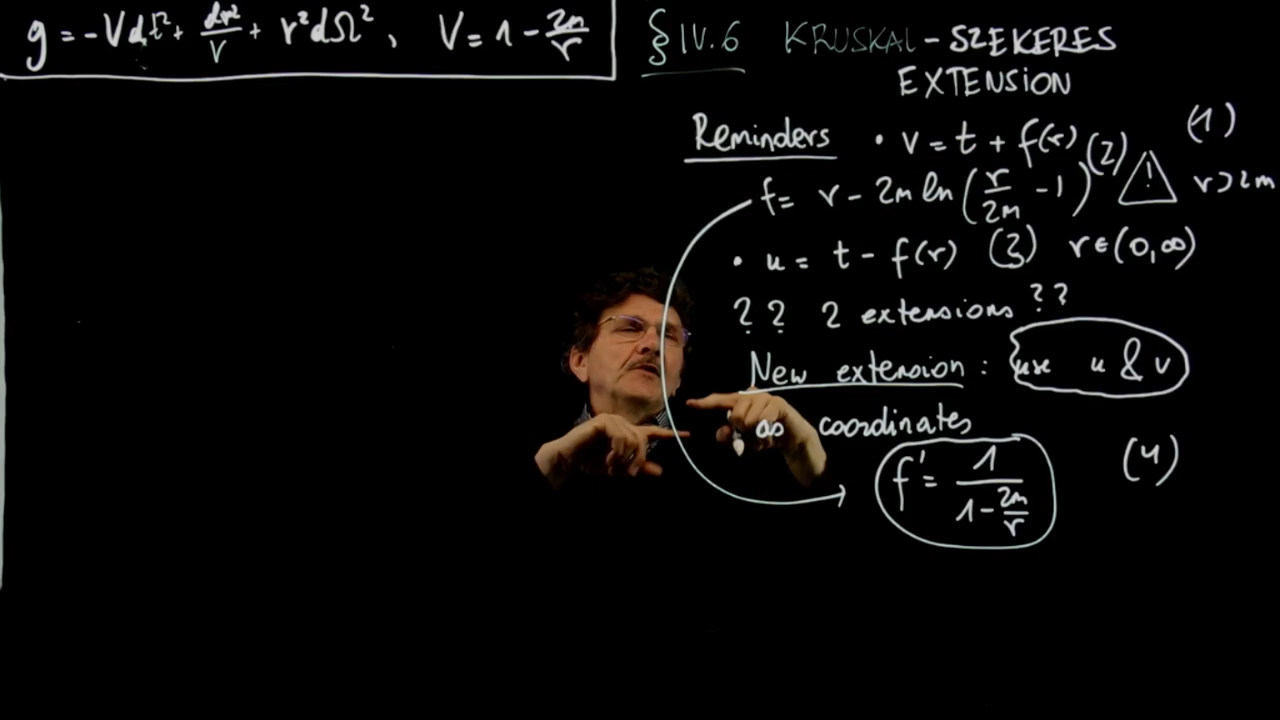 g = -Vdt² + dr²/V + r²dΩ² , V = 1 - 2m/r
§ IV.6 KRUSKAL-SZEKERES
EXTENSION
Reminders • v = t + f(r) (1)
f = r - 2m ln (r/2m - 1) (2) ! r>2m
• u = t - f(r) (3) r ∈ (0,∞)
?? 2 extensions ??
New extension : use u & v
as coordinates
f' = 1/(1 - 2m/r) (4)